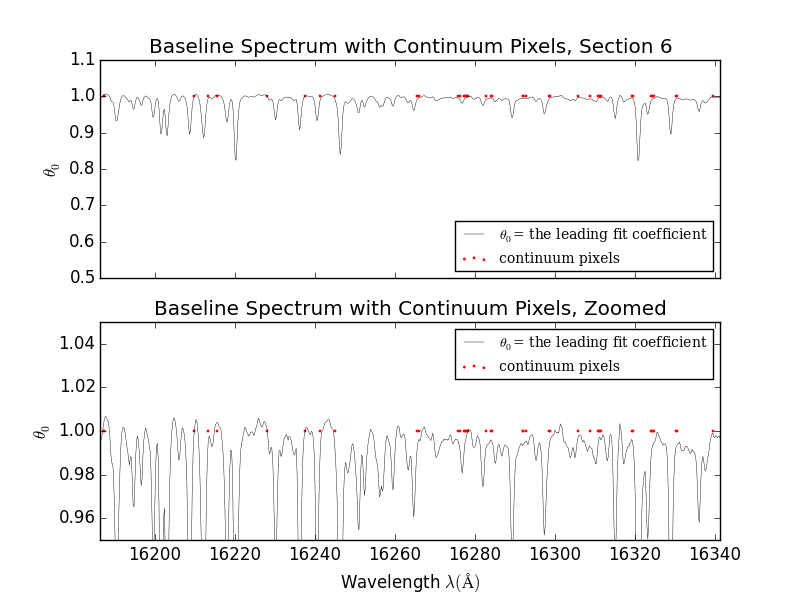 Baseline Spectrum with Continuum Pixels, Section 6
1.1
1.0
0.9
0.8
0.7
0.6
0.5
θ₀
θ₀ = the leading fit coefficient
continuum pixels
Baseline Spectrum with Continuum Pixels, Zoomed
1.04
1.02
1.00
0.98
0.96
θ₀
θ₀ = the leading fit coefficient
continuum pixels
16200 16220 16240 16260 16280 16300 16320 16340
Wavelength λ(Å)